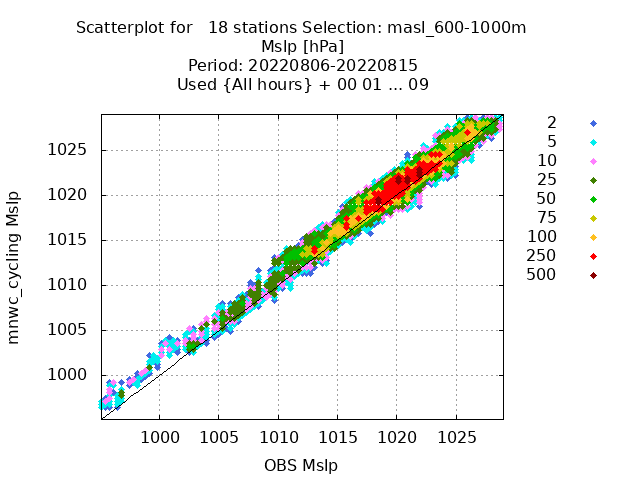 Scatterplot for   18 stations Selection: masl_600-1000m
Mslp [hPa]
Period: 20220806-20220815
Used {All hours} + 00 01 ... 09
mnwc_cycling Mslp
1025
1020
1015
1010
1005
1000
1000 1005 1010 1015 1020 1025
OBS Mslp
2
5
10
25
50
75
100
250
500